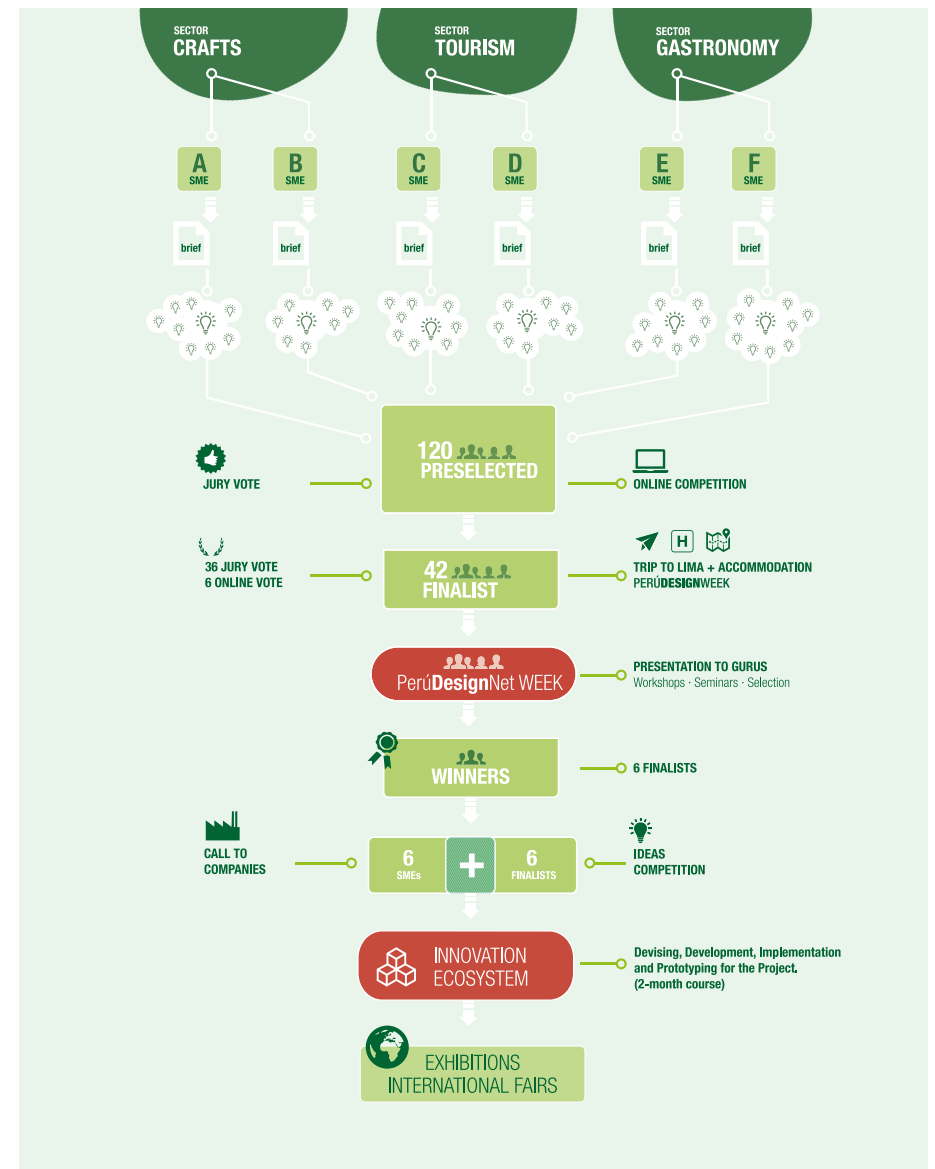 SECTOR
CRAFTS
SECTOR
TOURISM
SECTOR
GASTRONOMY
A
SME
B
SME
C
SME
D
SME
E
SME
F
SME
brief
brief
brief
brief
brief
brief
120
PRESELECTED
JURY VOTE
ONLINE COMPETITION
36 JURY VOTE
6 ONLINE VOTE
42
FINALIST
H
TRIP TO LIMA + ACCOMMODATION
PERÚDESIGNWEEK
PerúDesignNet WEEK
PRESENTATION TO GURUS
Workshops · Seminars · Selection
WINNERS
6 FINALISTS
CALL TO
COMPANIES
6
SMEs
+
6
FINALISTS
IDEAS
COMPETITION
INNOVATION
ECOSYSTEM
Devising, Development, Implementation
and Prototyping for the Project.
(2-month course)
EXHIBITIONS
INTERNATIONAL FAIRS